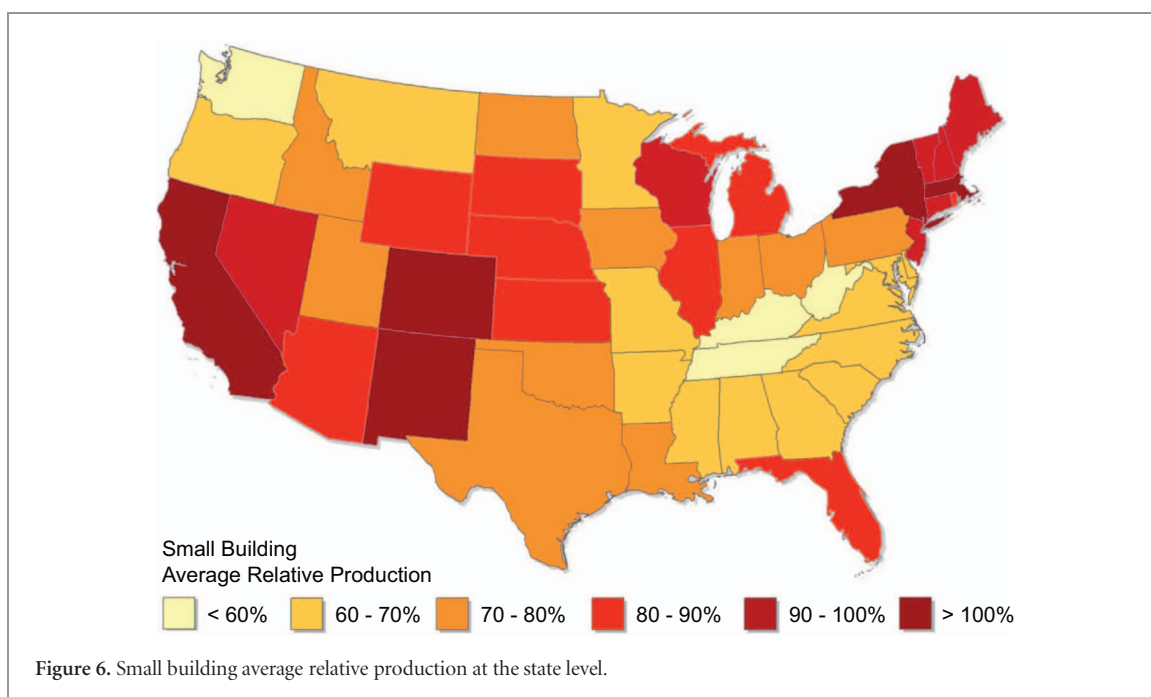 Small Building
Average Relative Production
< 60% 60 - 70% 70 - 80% 80 - 90% 90 - 100% > 100%
Figure 6. Small building average relative production at the state level.